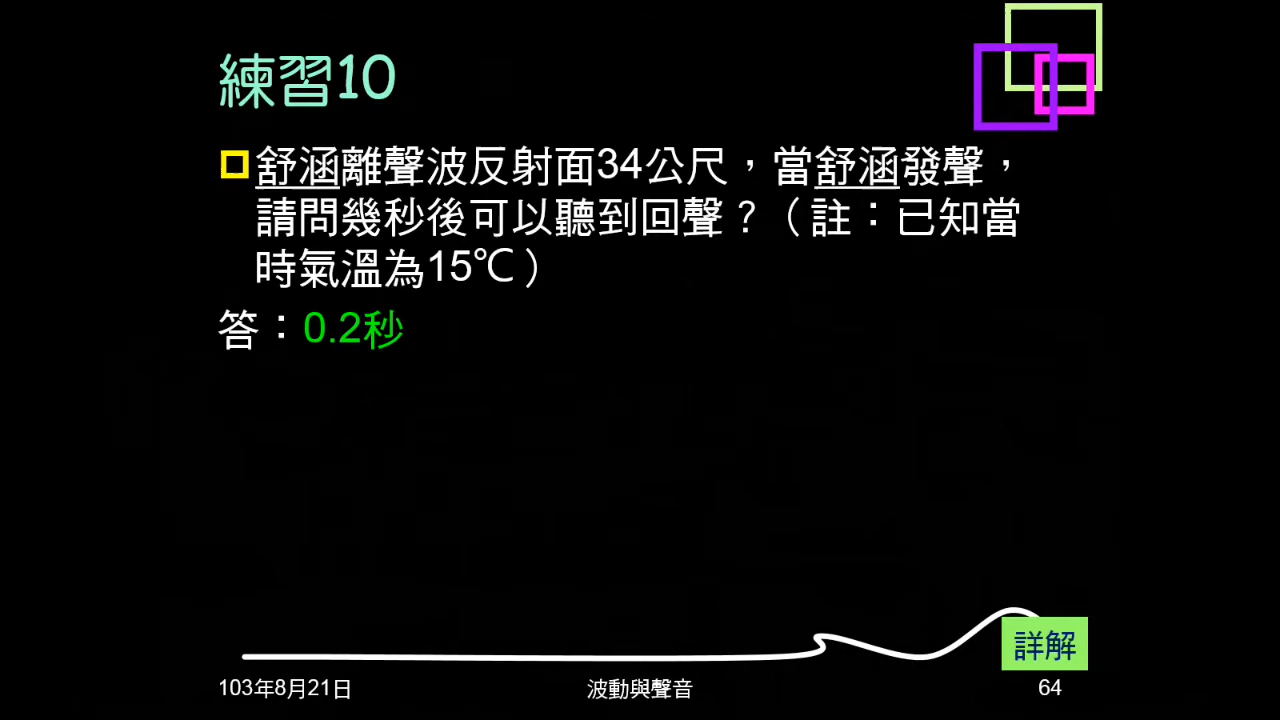 練習10
舒涵離聲波反射面34公尺，當舒涵發聲，
請問幾秒後可以聽到回聲？（註：已知當
時氣溫為15℃）
答：0.2秒
詳解
103年8月21日
波動與聲音
64